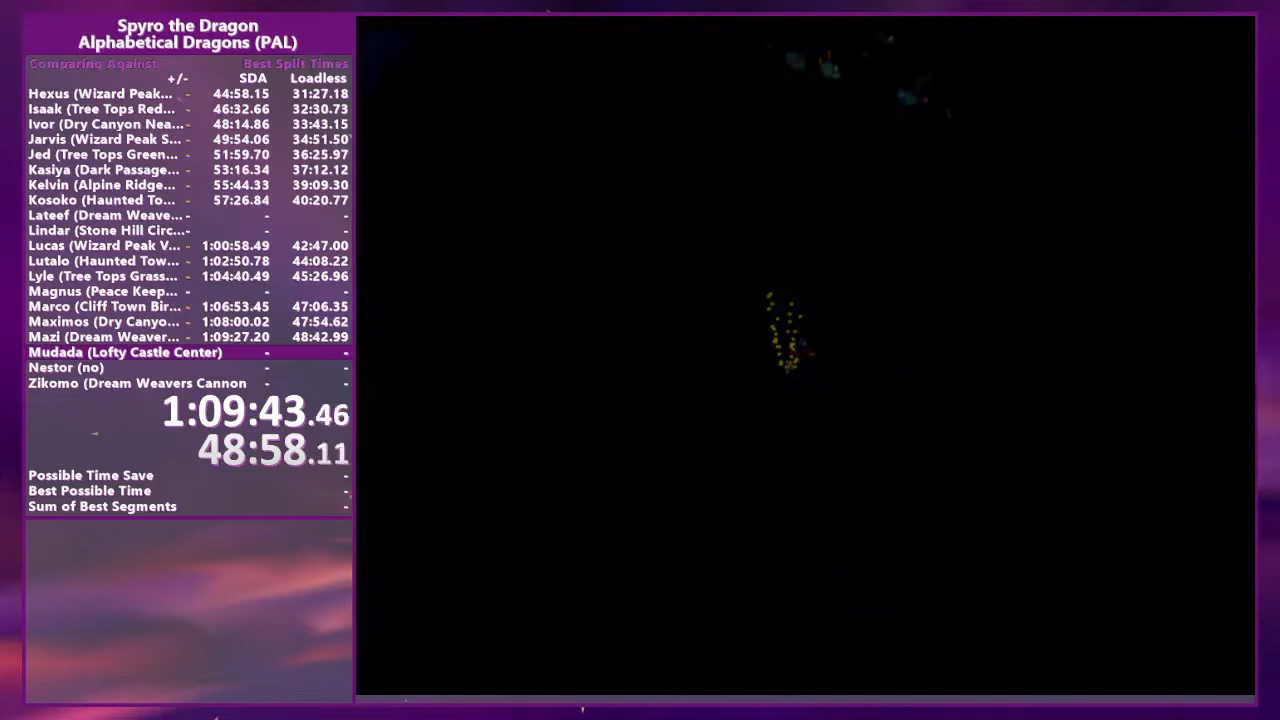 Spyro the Dragon
Alphabetical Dragons (PAL)
Comparing Against Best Split Times
+/- SDA Loadless
Hexus (Wizard Peak... - 44:58.15 31:27.18
Isaak (Tree Tops Red... - 46:32.66 32:30.73
Ivor (Dry Canyon Nea... - 48:14.86 33:43.15
Jarvis (Wizard Peak S... - 49:54.06 34:51.50
Jed (Tree Tops Green... - 51:59.70 36:25.97
Kasiya (Dark Passage... - 53:16.34 37:12.12
Kelvin (Alpine Ridge... - 55:44.33 39:09.30
Kosoko (Haunted To... - 57:26.84 40:20.77
Lateef (Dream Weave... - - -
Lindar (Stone Hill Circ... - - -
Lucas (Wizard Peak V... - 1:00:58.49 42:47.00
Lutalo (Haunted Tow... - 1:02:50.78 44:08.22
Lyle (Tree Tops Grass... - 1:04:40.49 45:26.96
Magnus (Peace Keep... - - -
Marco (Cliff Town Bir... - 1:06:53.45 47:06.35
Maximos (Dry Canyo... - 1:08:00.02 47:54.62
Mazi (Dream Weaver... - 1:09:27.20 48:42.99
Mudada (Lofty Castle Center) - -
Nestor (no) - -
Zikomo (Dream Weavers Cannon - -
1:09:43.46
48:58.11
Possible Time Save -
Best Possible Time -
Sum of Best Segments -